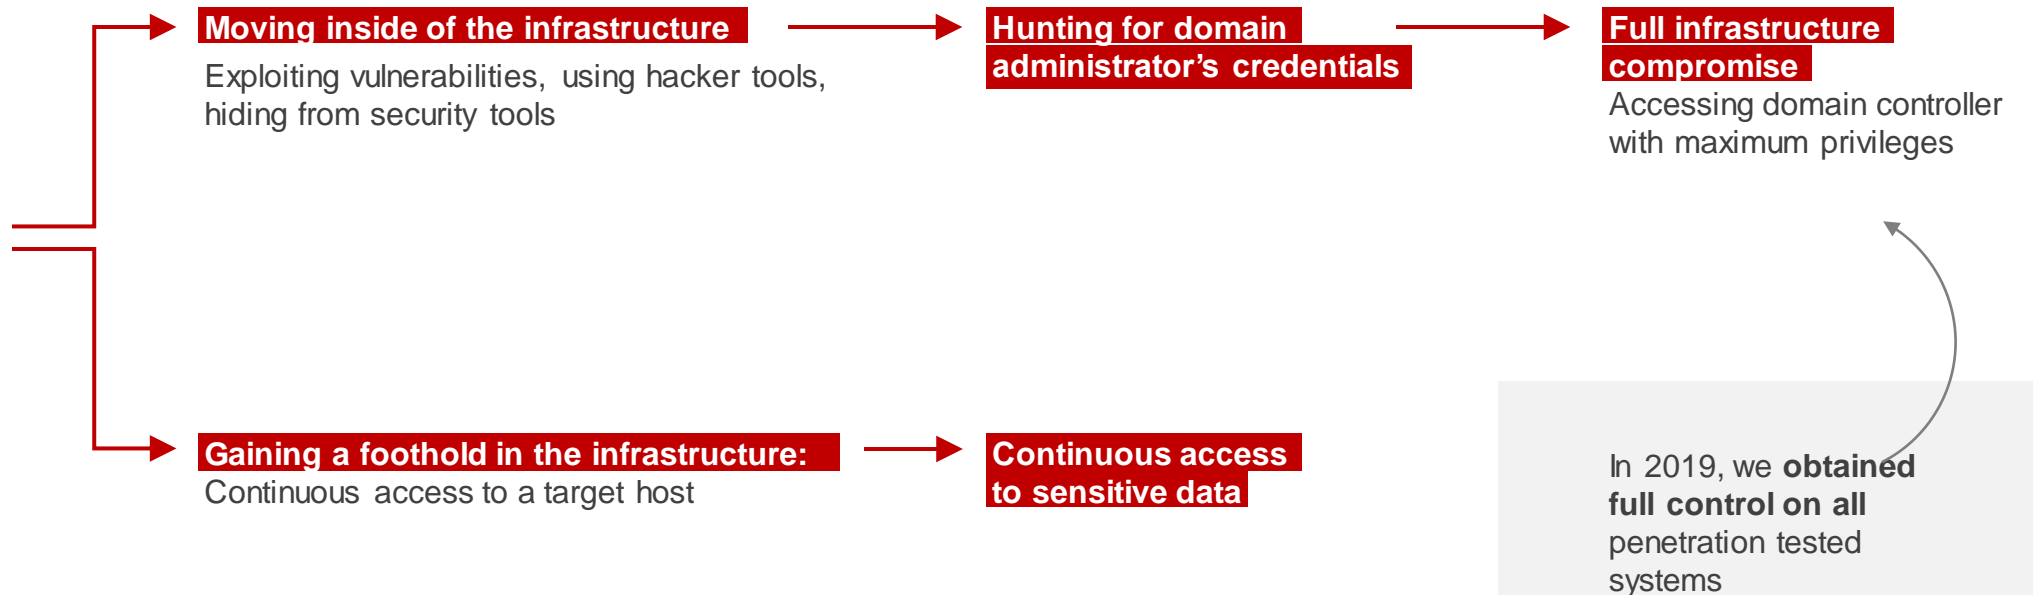 Moving inside of the infrastructure
Exploiting vulnerabilities, using hacker tools,
hiding from security tools
Hunting for domain
administrator’s credentials
Full infrastructure
compromise
Accessing domain controller
with maximum privileges
Gaining a foothold in the infrastructure:
Continuous access to a target host
Continuous access
to sensitive data
In 2019, we obtained
full control on all
penetration tested
systems